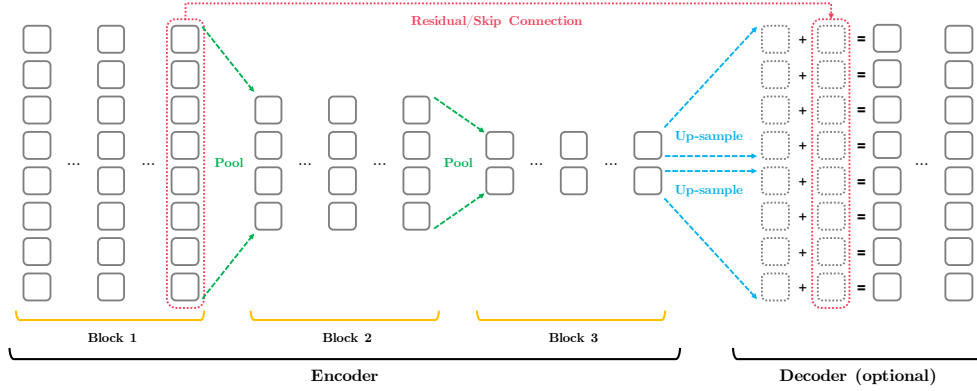 Residual/Skip Connection
+ =
+ =
+ =
Up-sample
+ =
... ... Pool ... ... Pool ... ... ...
+ =
Up-sample
+ =
+ =
+ =
Block 1 Block 2 Block 3
Encoder Decoder (optional)